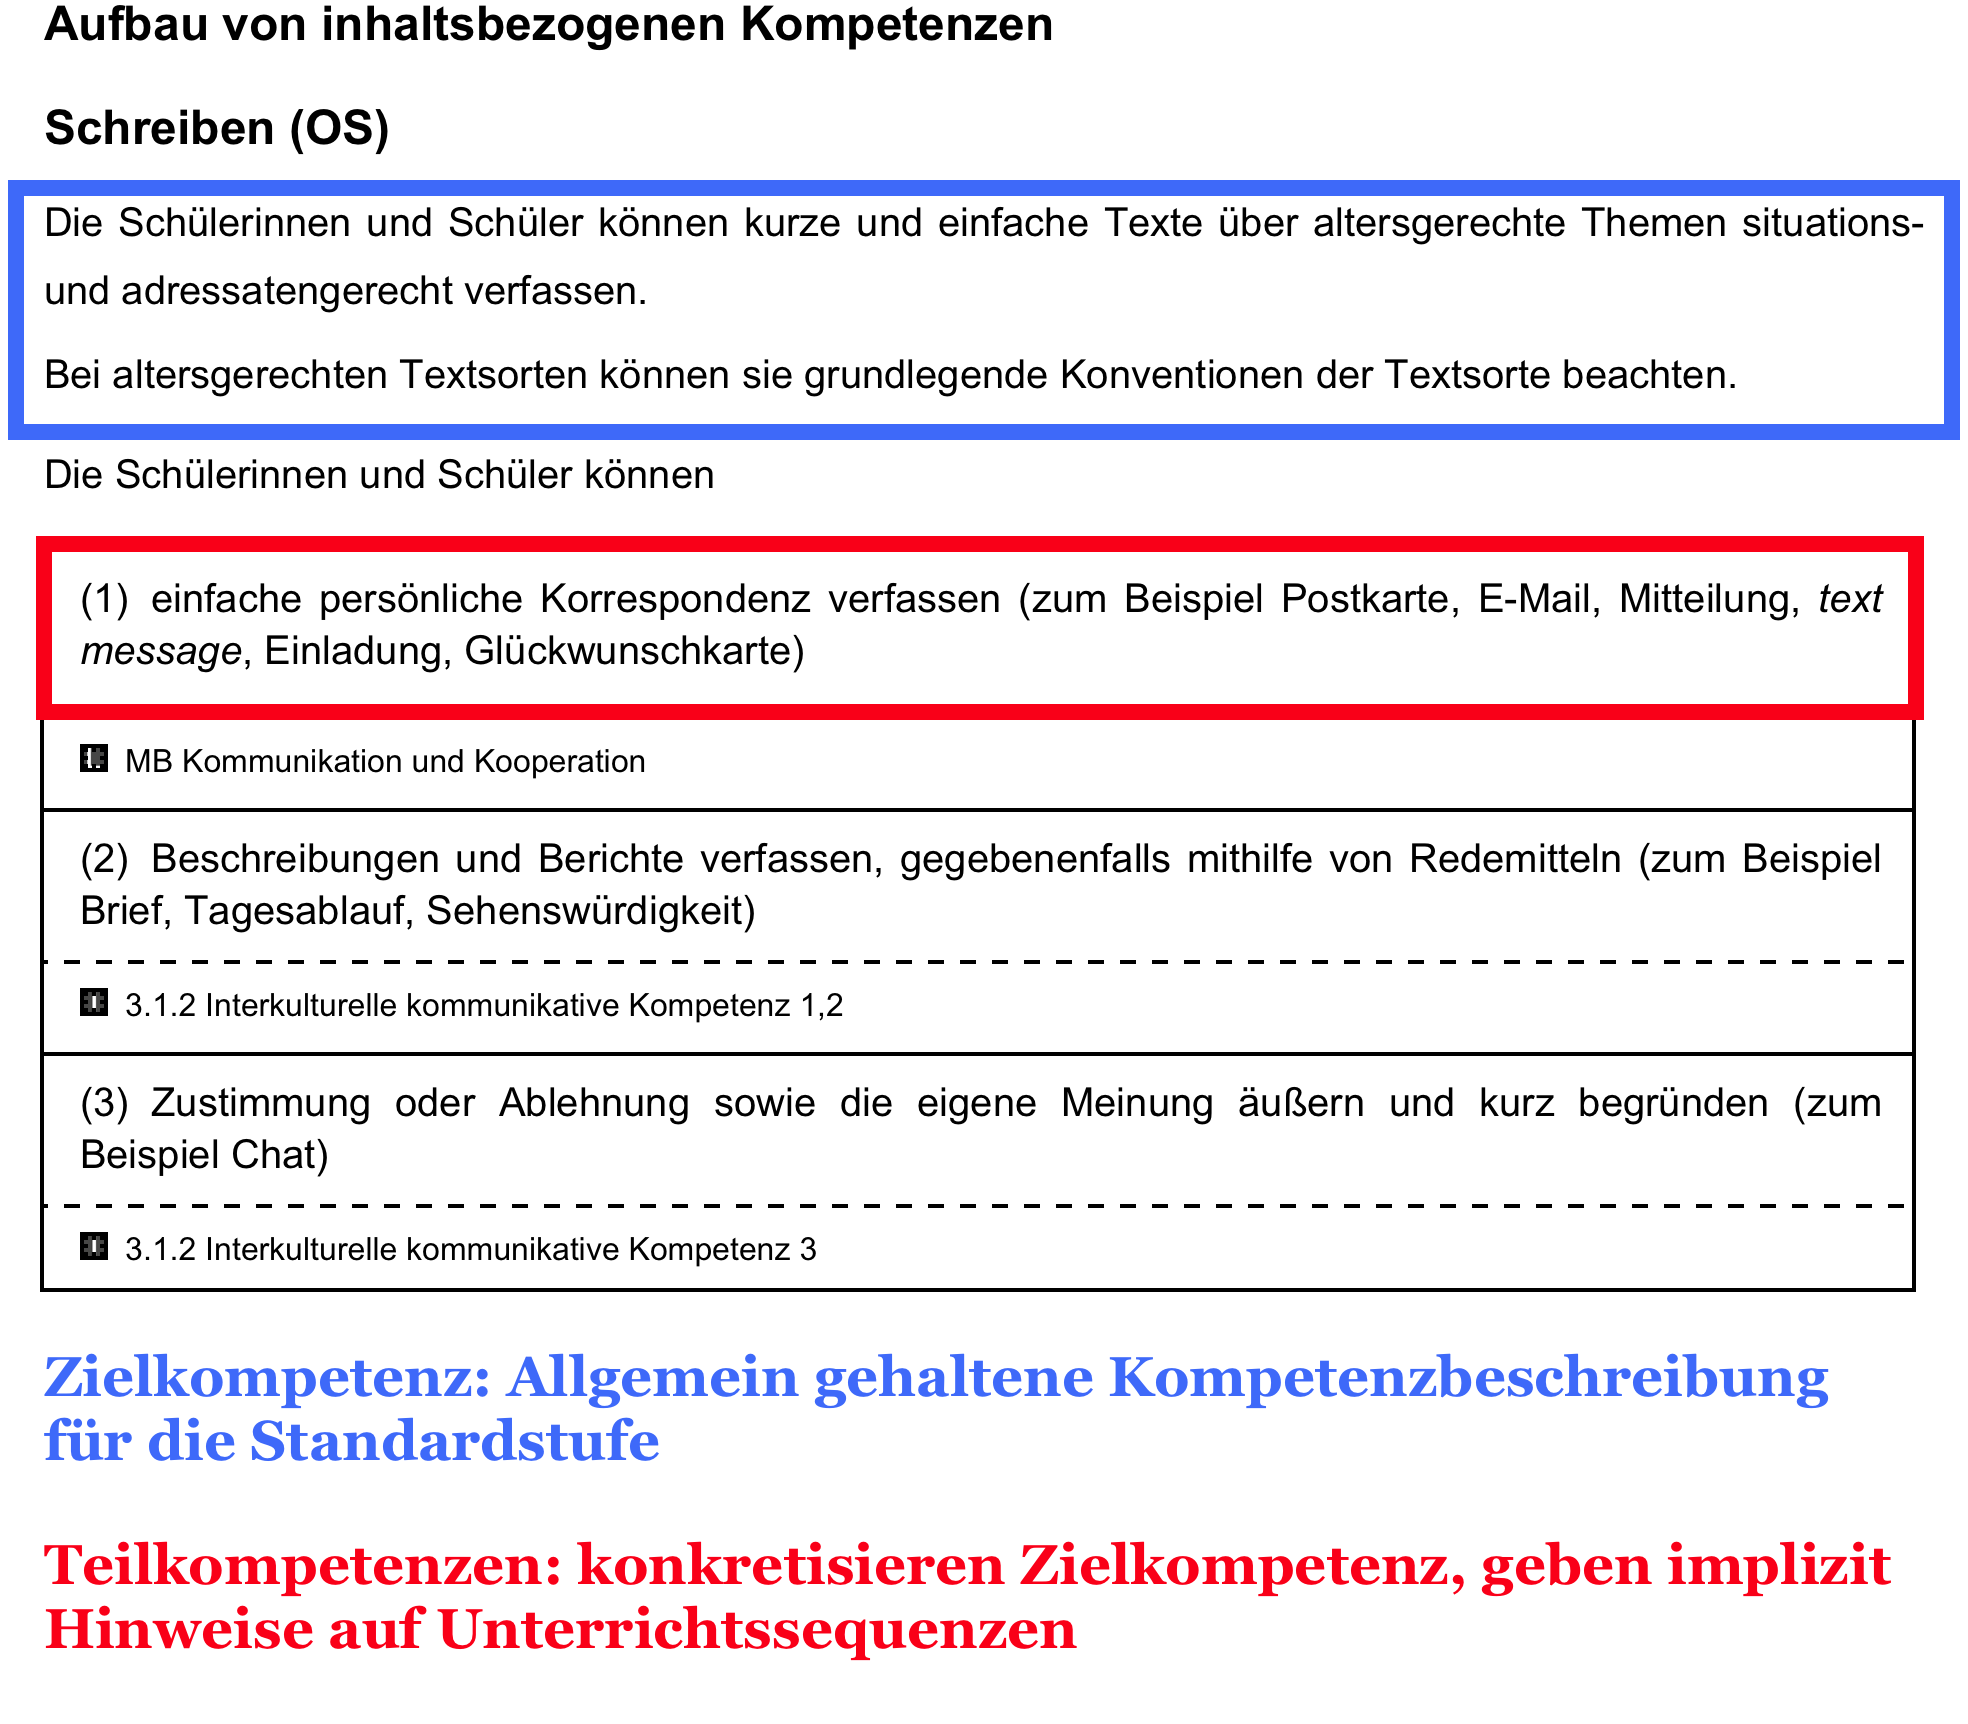 Aufbau von inhaltsbezogenen Kompetenzen
Schreiben (OS)
Die Schülerinnen und Schüler können kurze und einfache Texte über altersgerechte Themen situations-
und adressatengerecht verfassen.
Bei altersgerechten Textsorten können sie grundlegende Konventionen der Textsorte beachten.
Die Schülerinnen und Schüler können
(1) einfache persönliche Korrespondenz verfassen (zum Beispiel Postkarte, E-Mail, Mitteilung, text
message, Einladung, Glückwunschkarte)
MB Kommunikation und Kooperation
(2) Beschreibungen und Berichte verfassen, gegebenenfalls mithilfe von Redemitteln (zum Beispiel
Brief, Tagesablauf, Sehenswürdigkeit)
3.1.2 Interkulturelle kommunikative Kompetenz 1,2
(3) Zustimmung oder Ablehnung sowie die eigene Meinung äußern und kurz begründen (zum
Beispiel Chat)
3.1.2 Interkulturelle kommunikative Kompetenz 3
Zielkompetenz: Allgemein gehaltene Kompetenzbeschreibung
für die Standardstufe
Teilkompetenzen: konkretisieren Zielkompetenz, geben implizit
Hinweise auf Unterrichtssequenzen